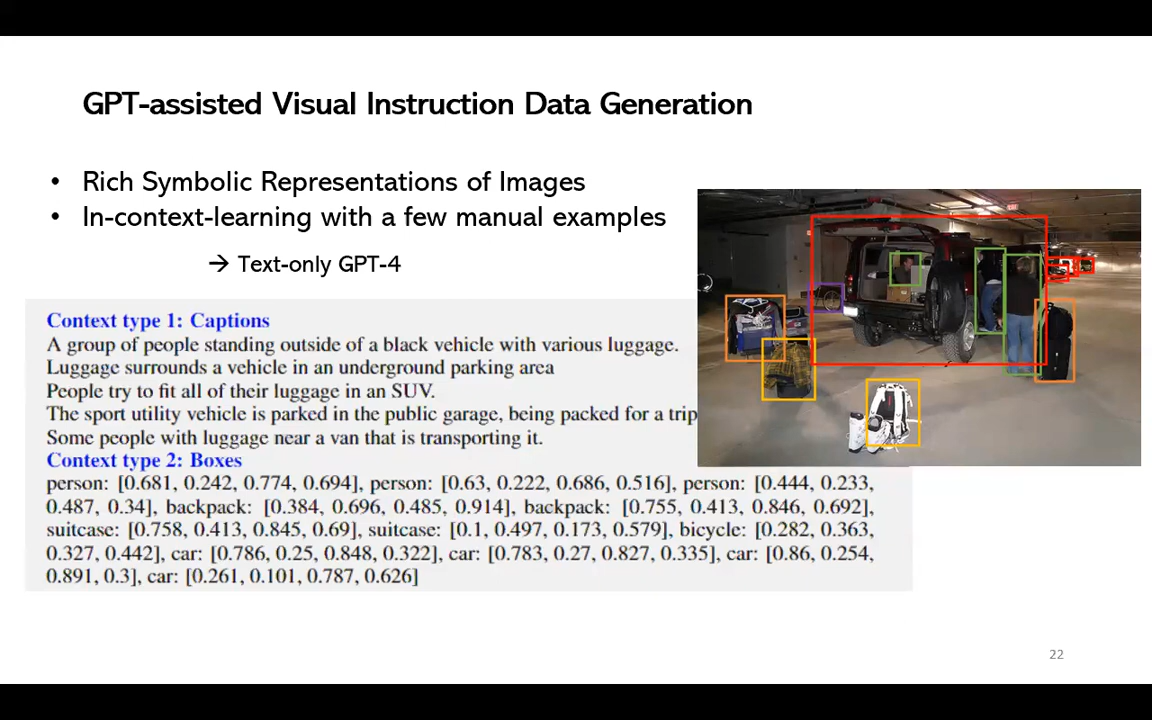 GPT-assisted Visual Instruction Data Generation
• Rich Symbolic Representations of Images
• In-context-learning with a few manual examples
→ Text-only GPT-4
Context type 1: Captions
A group of people standing outside of a black vehicle with various luggage.
Luggage surrounds a vehicle in an underground parking area
People try to fit all of their luggage in an SUV.
The sport utility vehicle is parked in the public garage, being packed for a trip
Some people with luggage near a van that is transporting it.
Context type 2: Boxes
person: [0.681, 0.242, 0.774, 0.694], person: [0.63, 0.222, 0.686, 0.516], person: [0.444, 0.233,
0.487, 0.34], backpack: [0.384, 0.696, 0.485, 0.914], backpack: [0.755, 0.413, 0.846, 0.692],
suitcase: [0.758, 0.413, 0.845, 0.69], suitcase: [0.1, 0.497, 0.173, 0.579], bicycle: [0.282, 0.363,
0.327, 0.442], car: [0.786, 0.25, 0.848, 0.322], car: [0.783, 0.27, 0.827, 0.335], car: [0.86, 0.254,
0.891, 0.3], car: [0.261, 0.101, 0.787, 0.626]
22